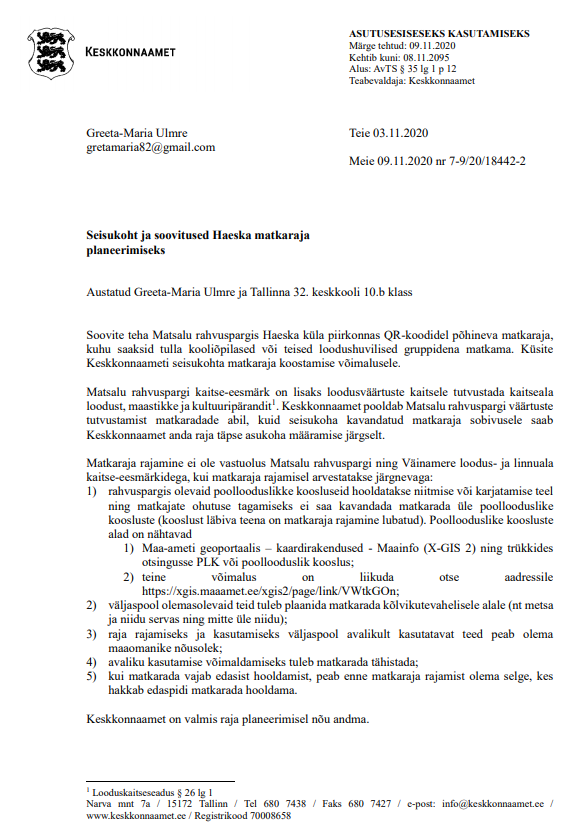 KESKKONNAAMET
ASUTUSESISESEKS KASUTAMISEKS
Märge tehtud: 09.11.2020
Kehtib kuni: 08.11.2095
Alus: AvTS § 35 lg 1 p 12
Teabevaldaja: Keskkonnaamet
Greeta-Maria Ulmre
gretamaria82@gmail.com
Teie 03.11.2020
Meie 09.11.2020 nr 7-9/20/18442-2
Seisukoht ja soovitused Haeska matkaraja
planeerimiseks
Austatud Greeta-Maria Ulmre ja Tallinna 32. keskkooli 10.b klass
Soovite teha Matsalu rahvuspargis Haeska küla piirkonnas QR-koodidel põhineva matkaraja,
kuhu saaksid tulla kooliõpilased või teised loodushuvilised gruppidena matkama. Küsite
Keskkonnaameti seisukohta matkaraja koostamise võimalusele.
Matsalu rahvuspargi kaitse-eesmärk on lisaks loodusväärtuste kaitsele tutvustada kaitseala
loodust, maastikke ja kultuuripärandit¹. Keskkonnaamet pooldab Matsalu rahvuspargi väärtuste
tutvustamist matkaradade abil, kuid seisukoha kavandatud matkaraja sobivusele saab
Keskkonnaamet anda raja täpse asukoha määramise järgselt.
Matkaraja rajamine ei ole vastuolus Matsalu rahvuspargi ning Väinamere loodus- ja linnuala
kaitse-eesmärkidega, kui matkaraja rajamisel arvestatakse järgnevaga:
1) rahvuspargis olevaid poollooduslikke koosluseid hooldatakse niitmise või karjatamise teel
ning matkajate ohutuse tagamiseks ei saa kavandada matkarada üle poollooduslike
koosluste (kooslust läbiva teena on matkaraja rajamine lubatud). Poollooduslike koosluste
alad on nähtavad
1) Maa-ameti geoportaalis – kaardirakendused - Maainfo (X-GIS 2) ning trükkides
otsingusse PLK või poollooduslik kooslus;
2) teine võimalus on liikuda otse aadressile
https://xgis.maaamet.ee/xgis2/page/link/VWtkGOn;
2) väljaspool olemasolevaid teid tuleb plaanida matkarada kõlvikutevahelisele alale (nt metsa
ja niidu servas ning mitte üle niidu);
3) raja rajamiseks ja kasutamiseks väljaspool avalikult kasutatavat teed peab olema
maaomanike nõusolek;
4) avaliku kasutamise võimaldamiseks tuleb matkarada tähistada;
5) kui matkarada vajab edasist hooldamist, peab enne matkaraja rajamist olema selge, kes
hakkab edaspidi matkarada hooldama.
Keskkonnaamet on valmis raja planeerimisel nõu andma.
¹ Looduskaitseseadus § 26 lg 1
Narva mnt 7a / 15172 Tallinn / Tel 680 7438 / Faks 680 7427 / e-post: info@keskkonnaamet.ee /
www.keskkonnaamet.ee / Registrikood 70008658